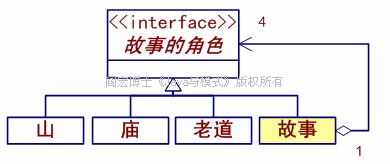 <<interface>>
故事的角色
4
阎宏博士《Java与模式》版权所有
山
庙
老道
故事
1